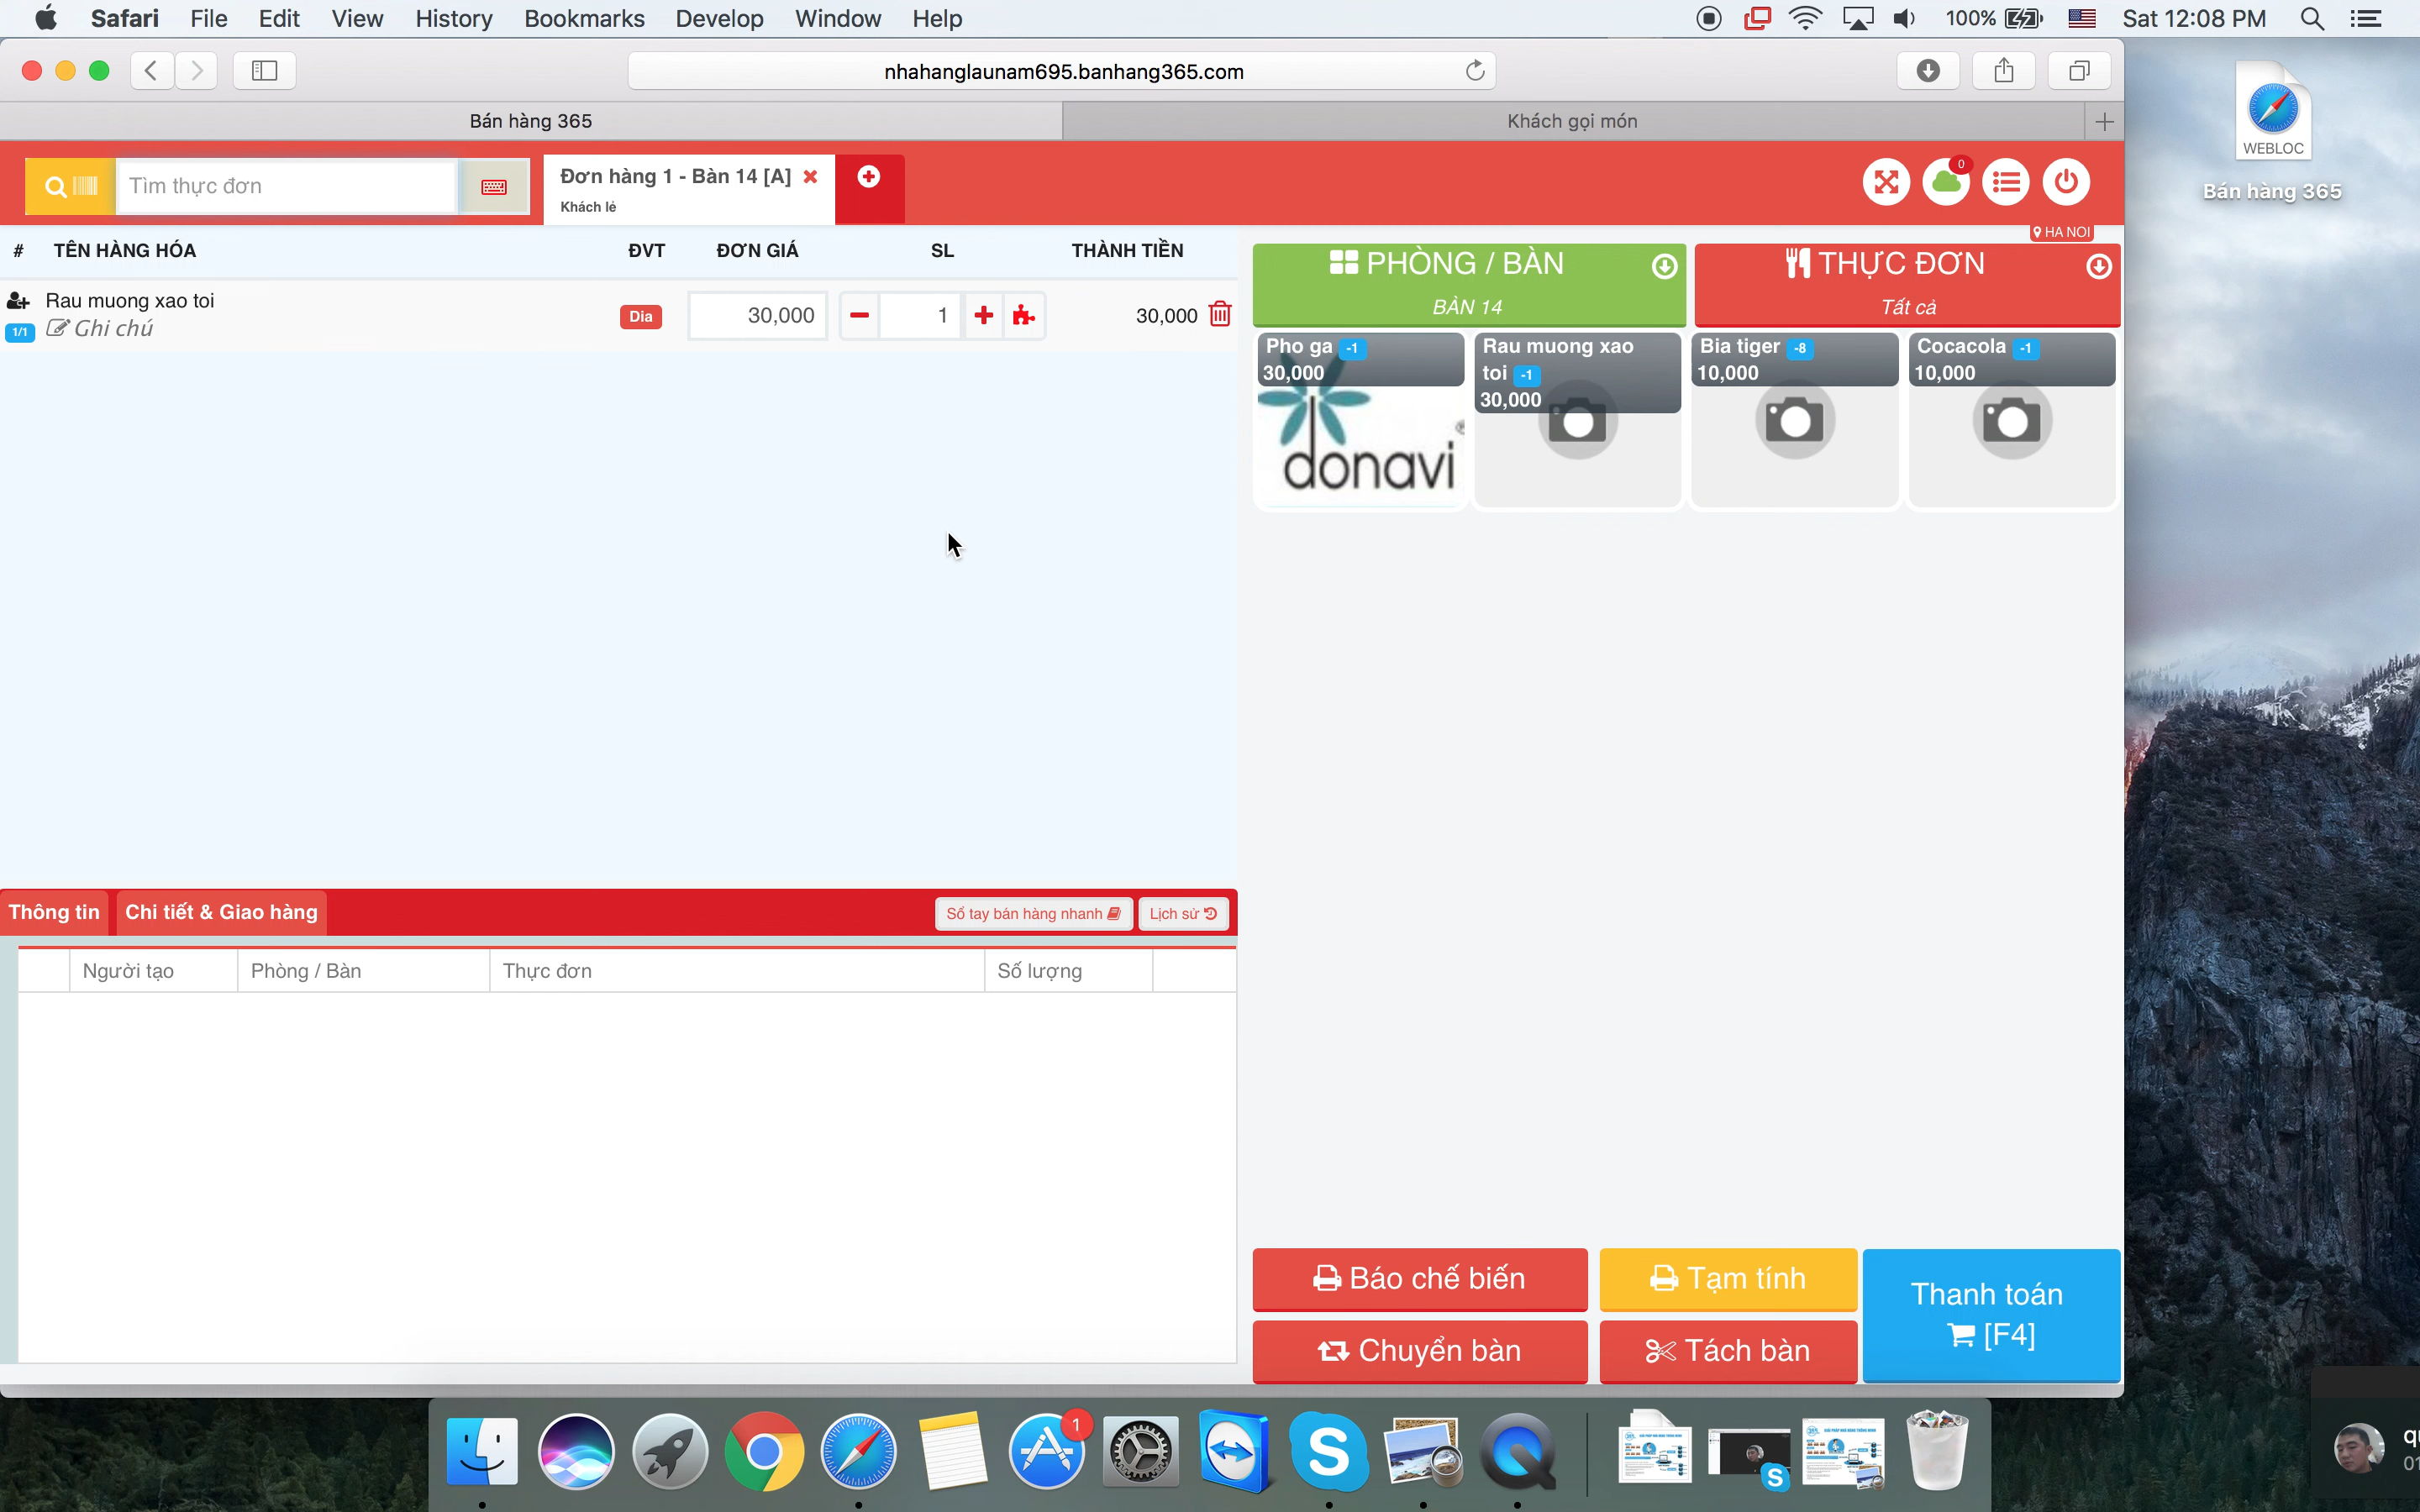 Safari File Edit View History Bookmarks Develop Window Help
100% Sat 12:08 PM
nhahanglaunam695.banhang365.com
Bán hàng 365
Khách gọi món
WEBLOC
Bán hàng 365
Tìm thực đơn
Đơn hàng 1 - Bàn 14 [A]
Khách lẻ
0
HA NOI
# TÊN HÀNG HÓA ĐVT ĐƠN GIÁ SL THÀNH TIỀN
Rau muong xao toi
1/1 Ghi chú
Dia 30,000 1 30,000
PHÒNG / BÀN
BÀN 14
THỰC ĐƠN
Tất cả
Pho ga -1
30,000
donavi
Rau muong xao
toi -1
30,000
Bia tiger -8
10,000
Cocacola -1
10,000
Thông tin Chi tiết & Giao hàng Sổ tay bán hàng nhanh Lịch sử
Người tạo Phòng / Bàn Thực đơn Số lượng
Báo chế biến
Tạm tính
Thanh toán
[F4]
Chuyển bàn
Tách bàn
1